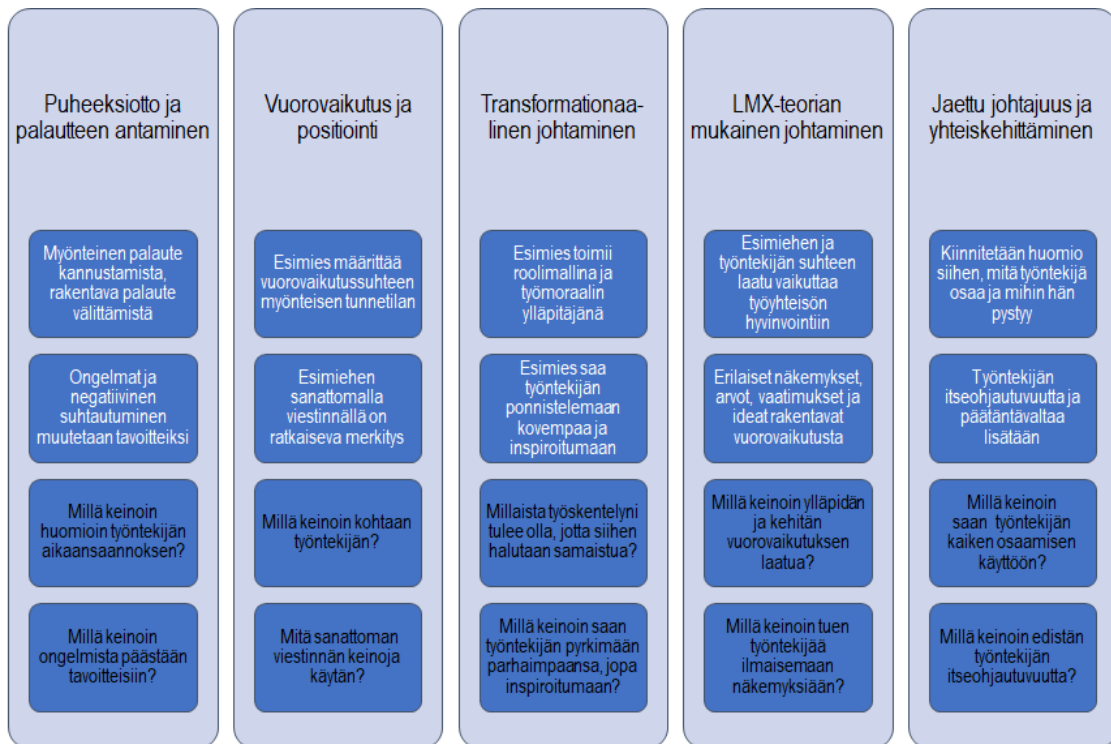 Puheeksiotto ja
palautteen antaminen
Myönteinen palaute
kannustamista,
rakentava palaute
välittämistä
Ongelmat ja
negatiivinen
suhtautuminen
muutetaan tavoitteiksi
Millä keinoin
huomioin työntekijän
aikaansaannoksen?
Millä keinoin
ongelmista päästään
tavoitteisiin?
Vuorovaikutus ja
positiointi
Esimies määrittää
vuorovaikutussuhteen
myönteisen tunnetilan
Esimiehen
sanattomalla
viestinnällä on
ratkaiseva merkitys
Millä keinoin kohtaan
työntekijän?
Mitä sanattoman
viestinnän keinoja
käytän?
Transformationaa-
linen johtaminen
Esimies toimii
roolimallina ja
työmoraalin
ylläpitäjänä
Esimies saa
työntekijän
ponnistelemaan
kovempaa ja
inspiroitumaan
Millaista työskentelyni
tulee olla, jotta siihen
halutaan samaistua?
Millä keinoin saan
työntekijän pyrkimään
parhaimpaansa, jopa
inspiroitumaan?
LMX-teorian
mukainen johtaminen
Esimiehen ja
työntekijän suhteen
laatu vaikuttaa
työyhteisön
hyvinvointiin
Erilaiset näkemykset,
arvot, vaatimukset ja
ideat rakentavat
vuorovaikutusta
Millä keinoin ylläpidän
ja kehitän
vuorovaikutuksen
laatua?
Millä keinoin tuen
työntekijää
ilmaisemaan
näkemyksiään?
Jaettu johtajuus ja
yhteiskehittäminen
Kiinnitetään huomio
siihen, mitä työntekijä
osaa ja mihin hän
pystyy
Työntekijän
itseohjautuvuutta ja
päätäntävaltaa
lisätään
Millä keinoin
saan työntekijän
kaiken osaamisen
käyttöön?
Millä keinoin edistän
työntekijän
itseohjautuvuutta?